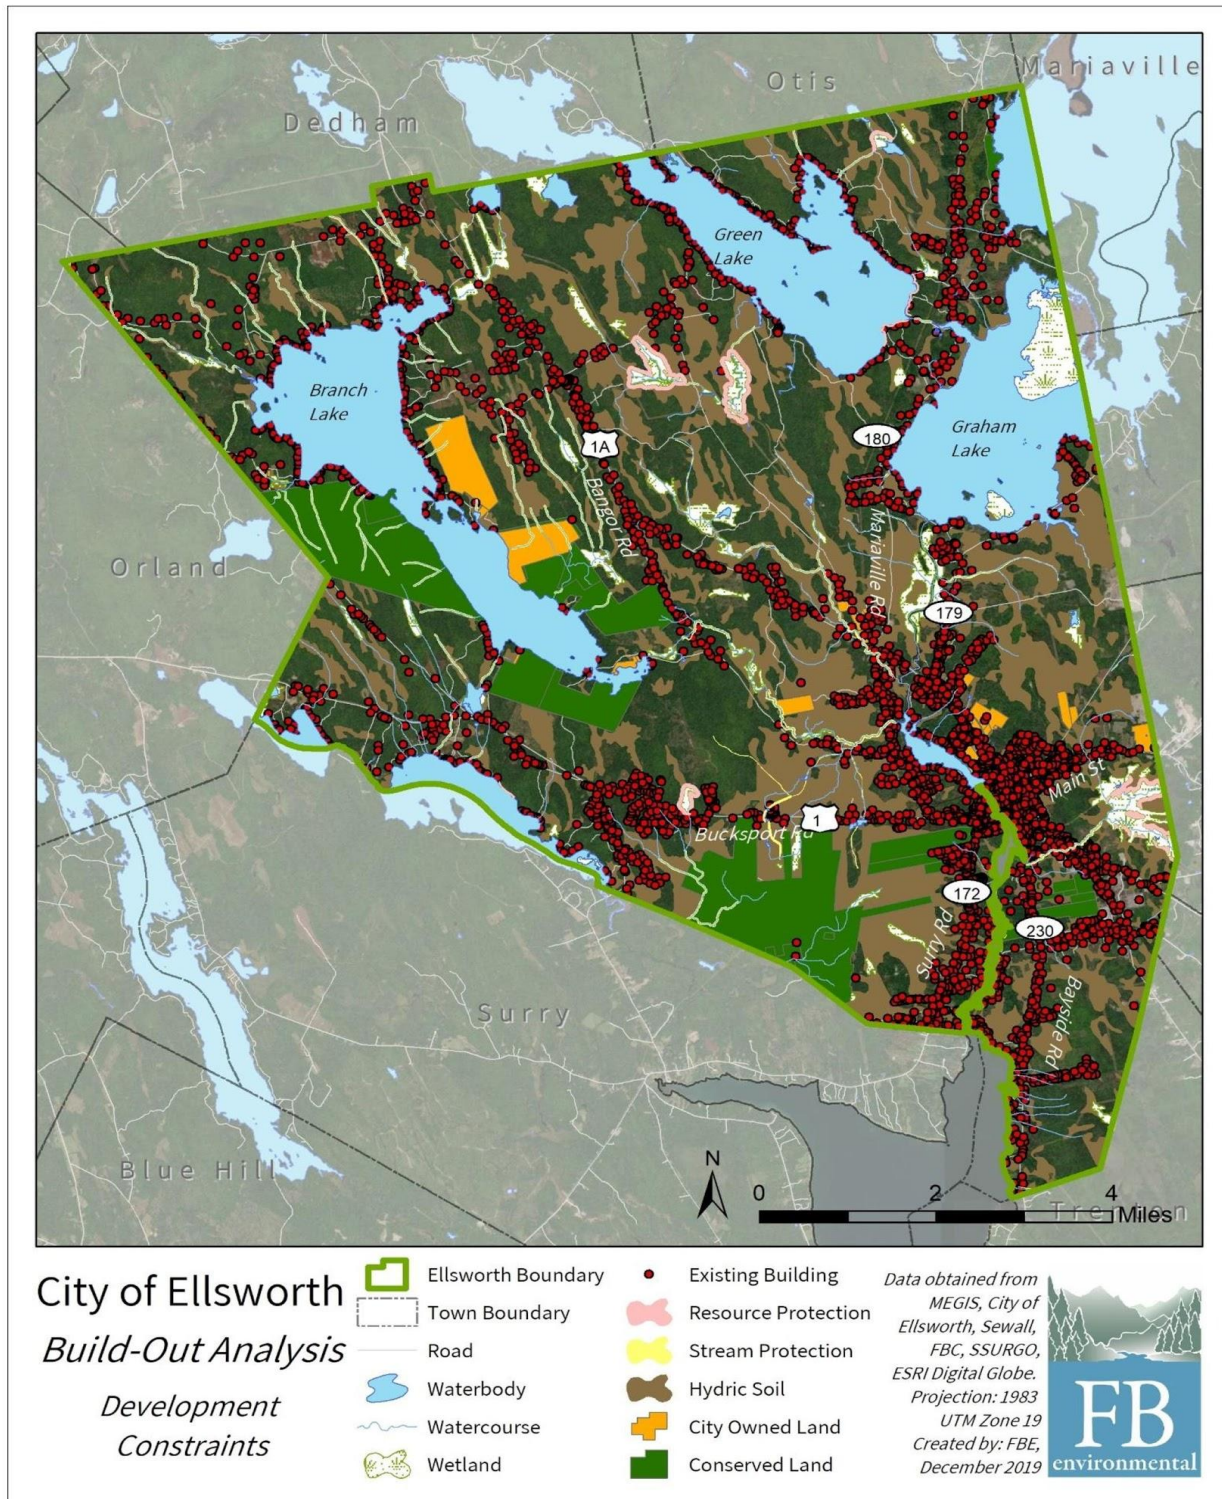 Mariaville
Otis
Dedham
Green
Lake
Branch
Lake
Graham
Lake
180
1A
Bangor Rd
Mariaville Rd
Orland
179
Main St
1
Bucksport Rd
172
230
Surry Rd
Bayside Rd
Surry
Blue Hill
N
0 2 4
Miles
Trenton
City of Ellsworth
Build-Out Analysis
Development
Constraints
Ellsworth Boundary
Town Boundary
Road
Waterbody
Watercourse
Wetland
Existing Building
Resource Protection
Stream Protection
Hydric Soil
City Owned Land
Conserved Land
Data obtained from
MEGIS, City of
Ellsworth, Sewall,
FBC, SSURGO,
ESRI Digital Globe.
Projection: 1983
UTM Zone 19
Created by: FBE,
December 2019
FB
environmental